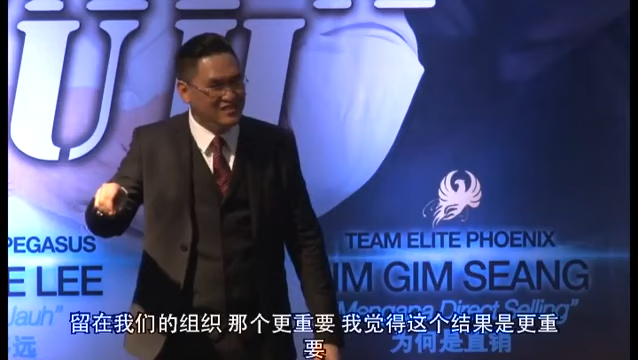 PEGASUS
E LEE
Jauh"
远
TEAM ELITE PHOENIX
IM GIM SEANG
Mengapa Direct Selling"
为何是直销
留在我们的组织 那个更重要 我觉得这个结果是更重
要